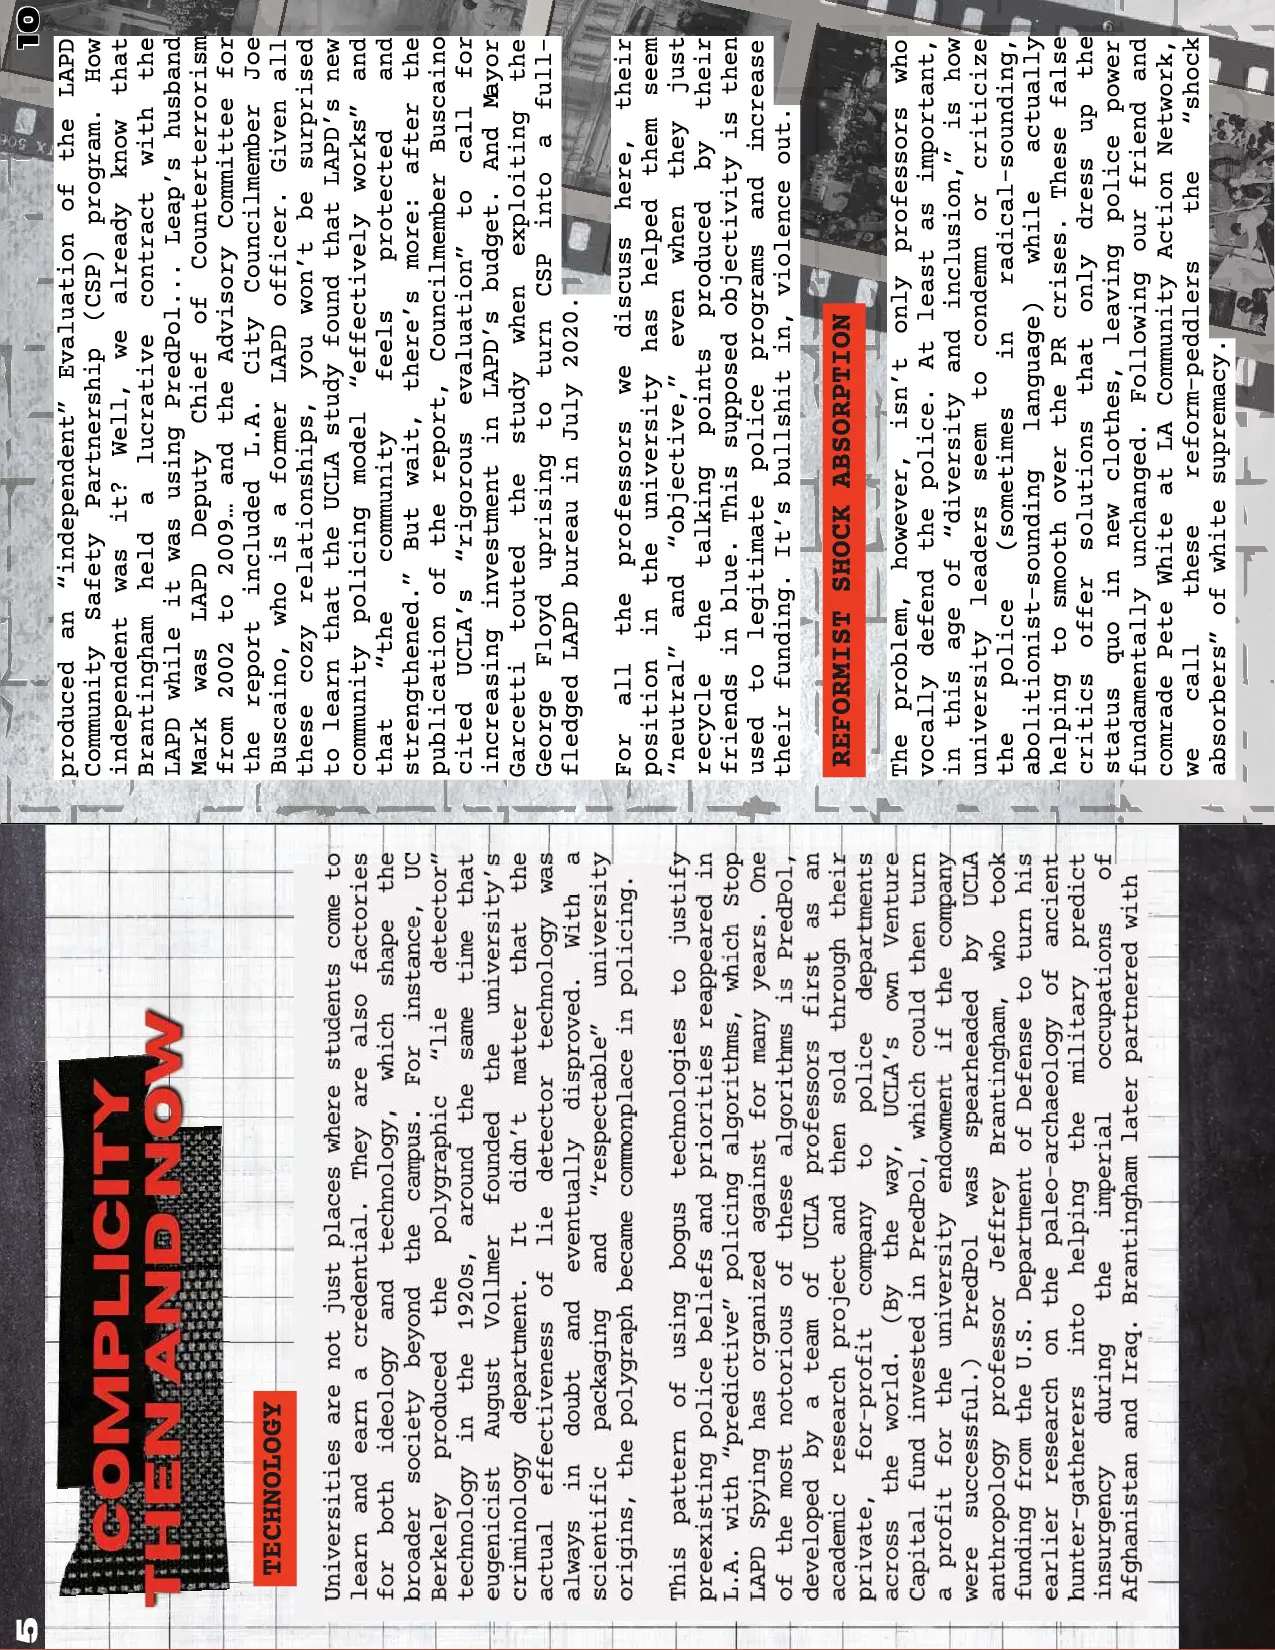 5
COMPLICITY
THEN AND NOW
TECHNOLOGY
Universities are not just places where students come to
learn and earn a credential. They are also factories
for both ideology and technology, which shape the
broader society beyond the campus. For instance, UC
Berkeley produced the polygraphic “lie detector”
technology in the 1920s, around the same time that
eugenicist August Vollmer founded the university’s
criminology department. It didn’t matter that the
actual effectiveness of lie detector technology was
always in doubt and eventually disproved. With a
scientific packaging and “respectable” university
origins, the polygraph became commonplace in policing.
This pattern of using bogus technologies to justify
preexisting police beliefs and priorities reappeared in
L.A. with “predictive” policing algorithms, which Stop
LAPD Spying has organized against for many years. One
of the most notorious of these algorithms is PredPol,
developed by a team of UCLA professors first as an
academic research project and then sold through their
private, for-profit company to police departments
across the world. (By the way, UCLA’s own Venture
Capital fund invested in PredPol, which could then turn
a profit for the university endowment if the company
were successful.) PredPol was spearheaded by UCLA
anthropology professor Jeffrey Brantingham, who took
funding from the U.S. Department of Defense to turn his
earlier research on the paleo-archaeology of ancient
hunter-gatherers into helping the military predict
insurgency during the imperial occupations of
Afghanistan and Iraq. Brantingham later partnered with
10
produced an “independent” Evaluation of the LAPD
Community Safety Partnership (CSP) program. How
independent was it? Well, we already know that
Brantingham held a lucrative contract with the
LAPD while it was using PredPol... Leap’s husband
Mark was LAPD Deputy Chief of Counterterrorism
from 2002 to 2009… and the Advisory Committee for
the report included L.A. City Councilmember Joe
Buscaino, who is a former LAPD officer. Given all
these cozy relationships, you won’t be surprised
to learn that the UCLA study found that LAPD’s new
community policing model “effectively works” and
that “the community feels protected and
strengthened.” But wait, there’s more: after the
publication of the report, Councilmember Buscaino
cited UCLA’s “rigorous evaluation” to call for
increasing investment in LAPD’s budget. And Mayor
Garcetti touted the study when exploiting the
George Floyd uprising to turn CSP into a full-
fledged LAPD bureau in July 2020.
For all the professors we discuss here, their
position in the university has helped them seem
“neutral” and “objective,” even when they just
recycle the talking points produced by their
friends in blue. This supposed objectivity is then
used to legitimate police programs and increase
their funding. It’s bullshit in, violence out.
REFORMIST SHOCK ABSORPTION
The problem, however, isn’t only professors who
vocally defend the police. At least as important,
in this age of “diversity and inclusion,” is how
university leaders seem to condemn or criticize
the police (sometimes in radical-sounding,
abolitionist-sounding language) while actually
helping to smooth over the PR crises. These false
critics offer solutions that only dress up the
status quo in new clothes, leaving police power
fundamentally unchanged. Following our friend and
comrade Pete White at LA Community Action Network,
we call these reform-peddlers the “shock
absorbers” of white supremacy.